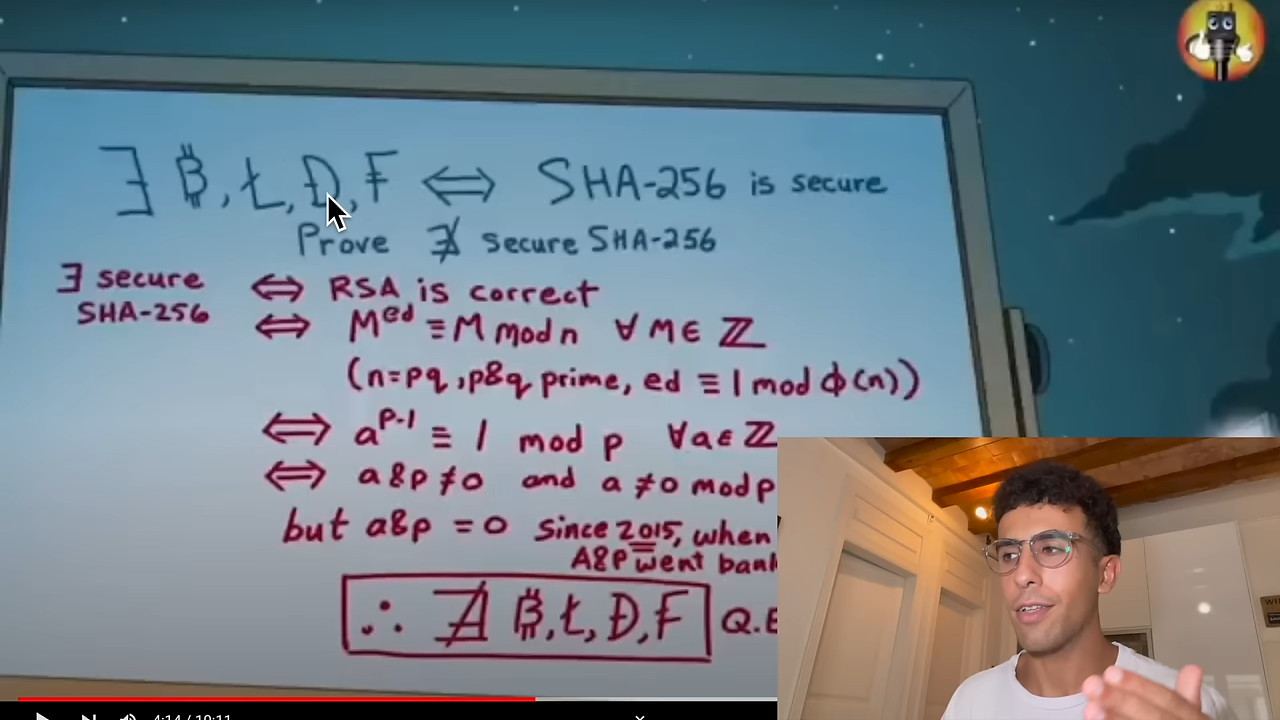 ∃ ₿, Ł, Đ, ₣ ⟺ SHA-256 is secure
Prove ∄ secure SHA-256
∃ secure SHA-256 ⟺ RSA is correct
⟺ M^ed ≡ M mod n ∀ M ∈ ℤ
(n=pq, p&q prime, ed ≡ 1 mod ϕ(n))
⟺ a^p-1 ≡ 1 mod p ∀a∈ ℤ
⟺ a&p ≠ 0 and a ≠ 0 mod p
but a&p = 0 Since 2015, when
A&P went
∴ ∄ ₿, Ł, Đ, ₣ Q.
4:14 / 10:11